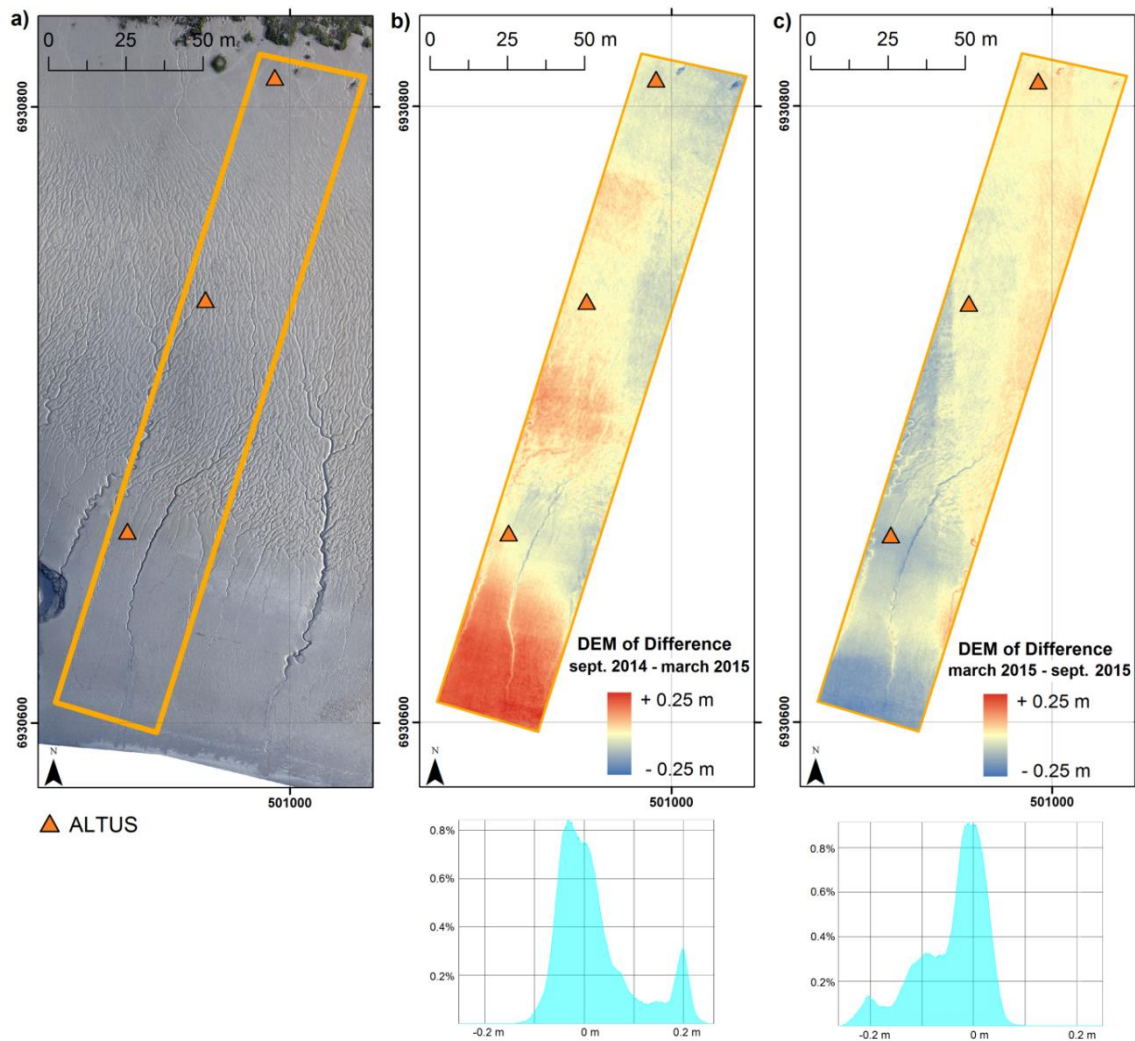 a)
0 25 50 m
6930800
6930600
N
501000
ALTUS
b)
0 25 50 m
6930800
6930600
DEM of Difference
sept. 2014 - march 2015
+ 0.25 m
- 0.25 m
N
501000
c)
0 25 50 m
6930800
6930600
DEM of Difference
march 2015 - sept. 2015
+ 0.25 m
- 0.25 m
N
501000
0.8%
0.6%
0.4%
0.2%
-0.2 m 0 m 0.2 m
0.8%
0.6%
0.4%
0.2%
-0.2 m 0 m 0.2 m